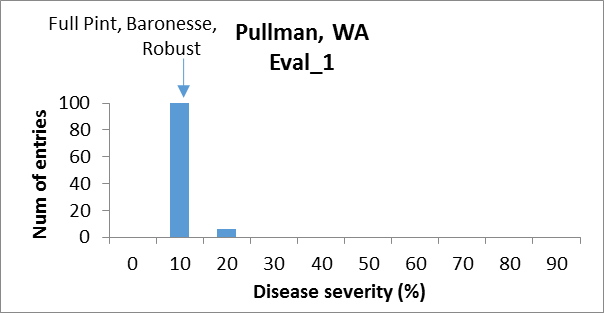 Full Pint, Baronesse,
Robust
Pullman, WA
Eval_1
Num of entries
100
80
60
40
20
0
0 10 20 30 40 50 60 70 80 90
Disease severity (%)